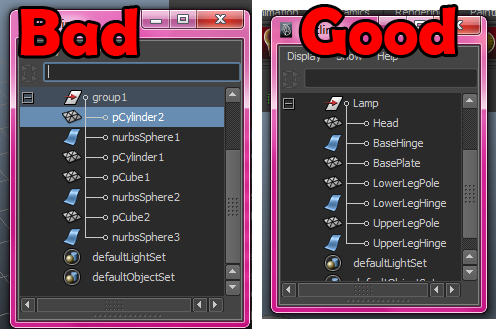 Bad
group1
pCylinder2
nurbsSphere1
pCylinder1
pCube1
nurbsSphere2
pCube2
nurbsSphere3
defaultLightSet
defaultObjectSet
Good
Display Show Help
Lamp
Head
BaseHinge
BasePlate
LowerLegPole
LowerLegHinge
UpperLegPole
UpperLegHinge
defaultLightSet
defaultObjectSet